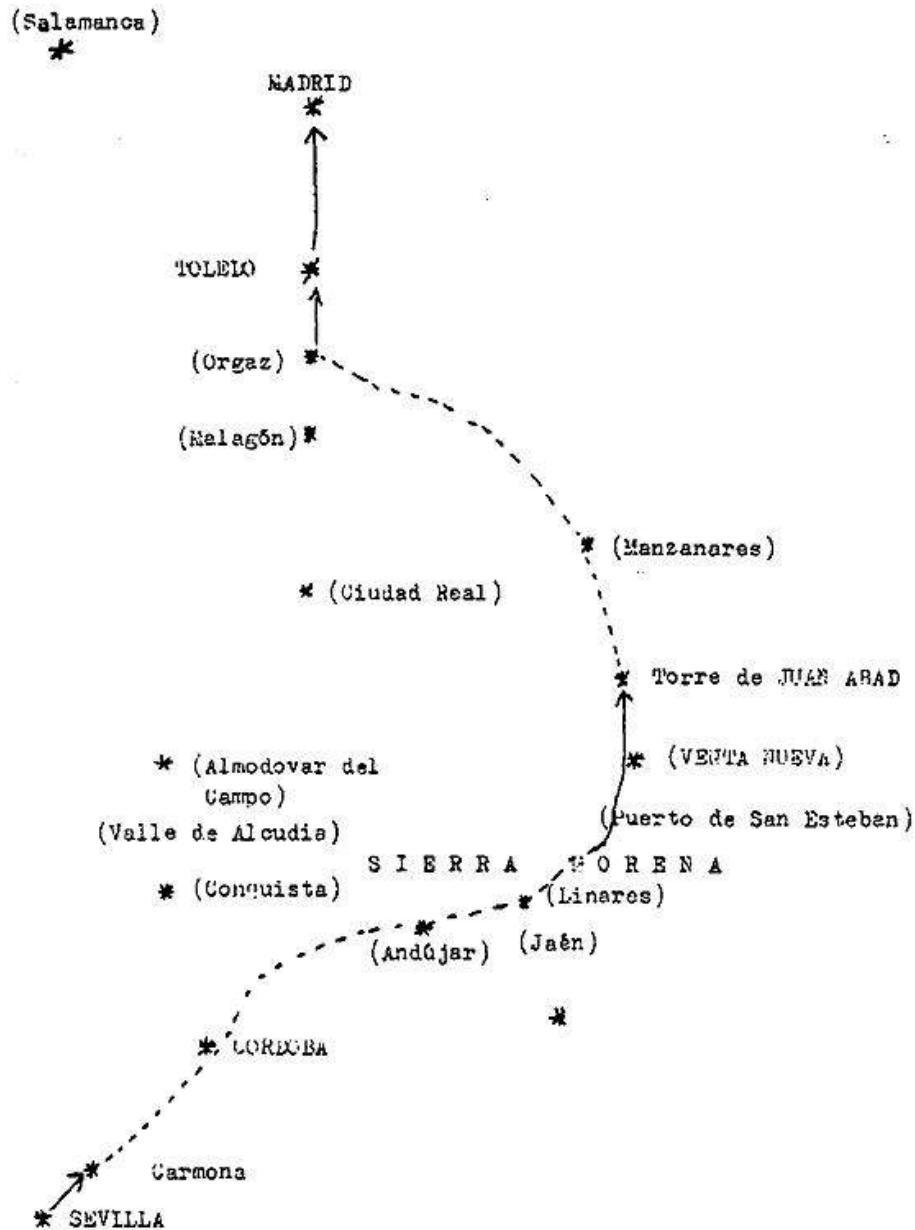 (Salamanca)
MADRID
TOLEDO
(Orgaz)
(Malagón)
(Manzanares)
(Ciudad Real)
Torre de JUAN ABAD
(Almodovar del
Campo)
(VENTA NUEVA)
(Valle de Alcudia)
(Puerto de San Esteban)
SIERRA MORENA
(Conquista)
(Linares)
(Andújar)
(Jaén)
CORDOBA
Carmona
SEVILLA